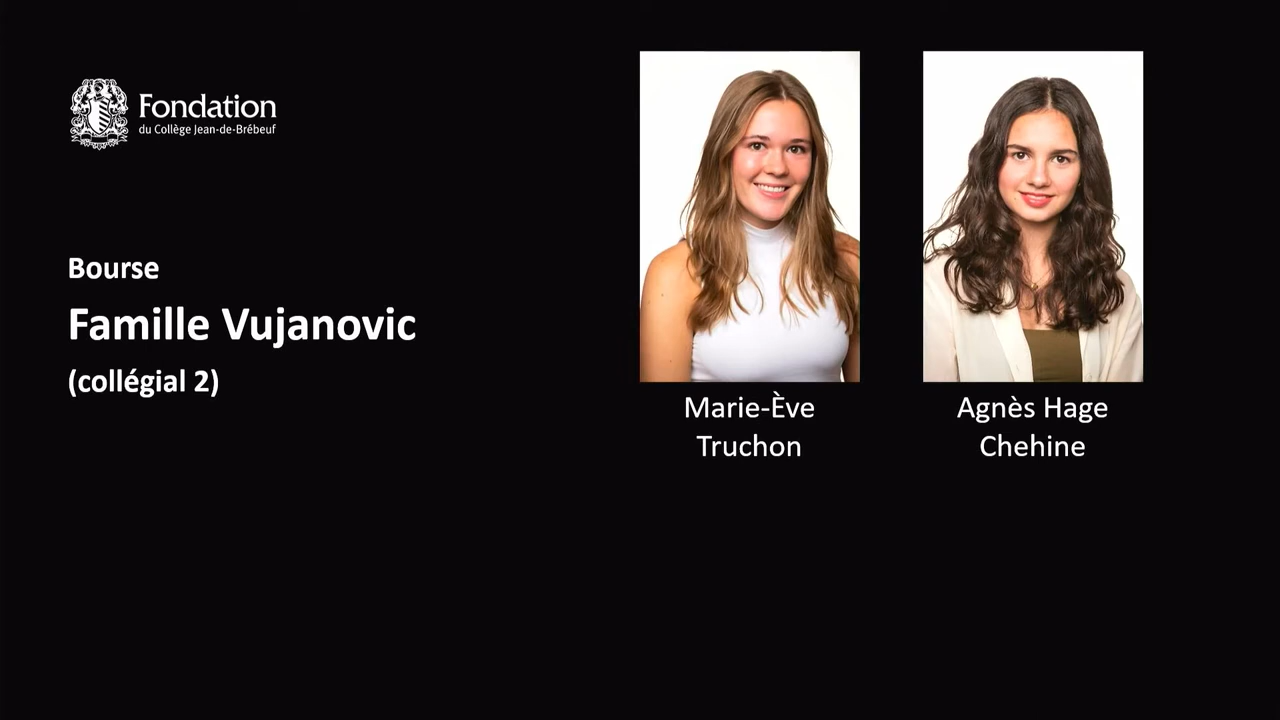 Fondation
du Collège Jean-de-Brébeuf
Bourse
Famille Vujanovic
(collégial 2)
Marie-Ève
Truchon
Agnès Hage
Chehine